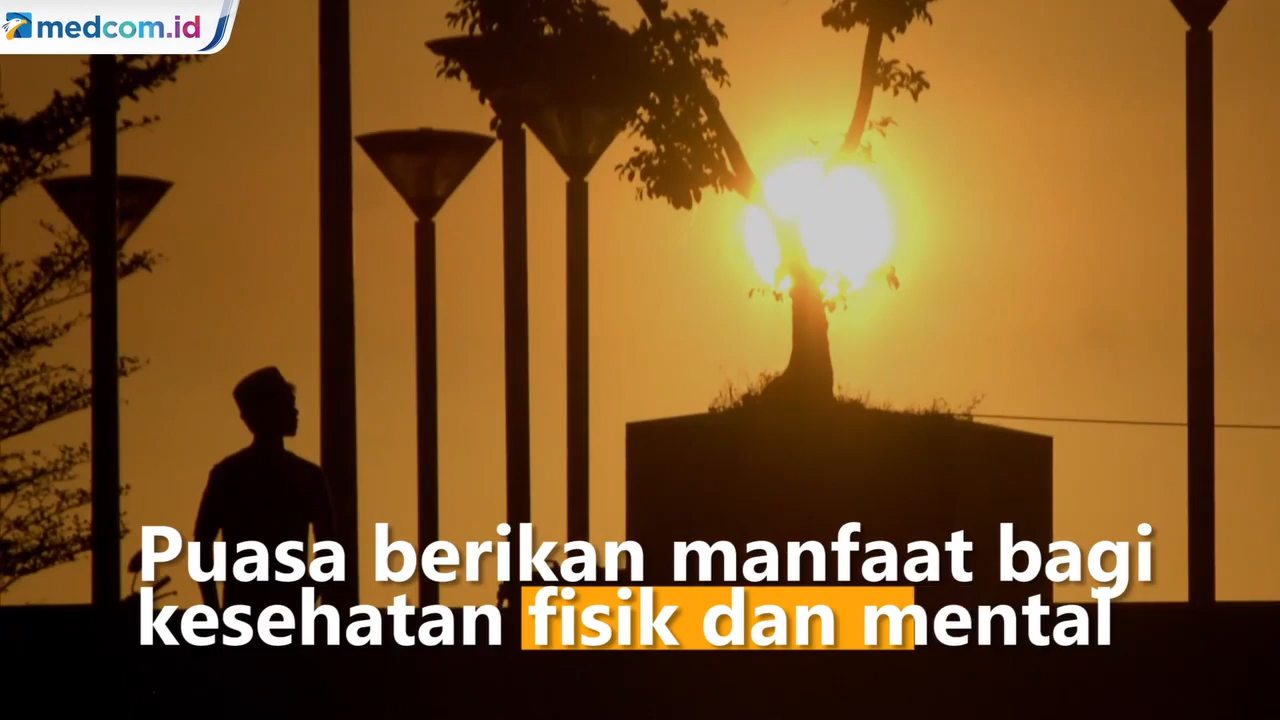 medcom.id
Puasa berikan manfaat bagi
kesehatan fisik dan mental